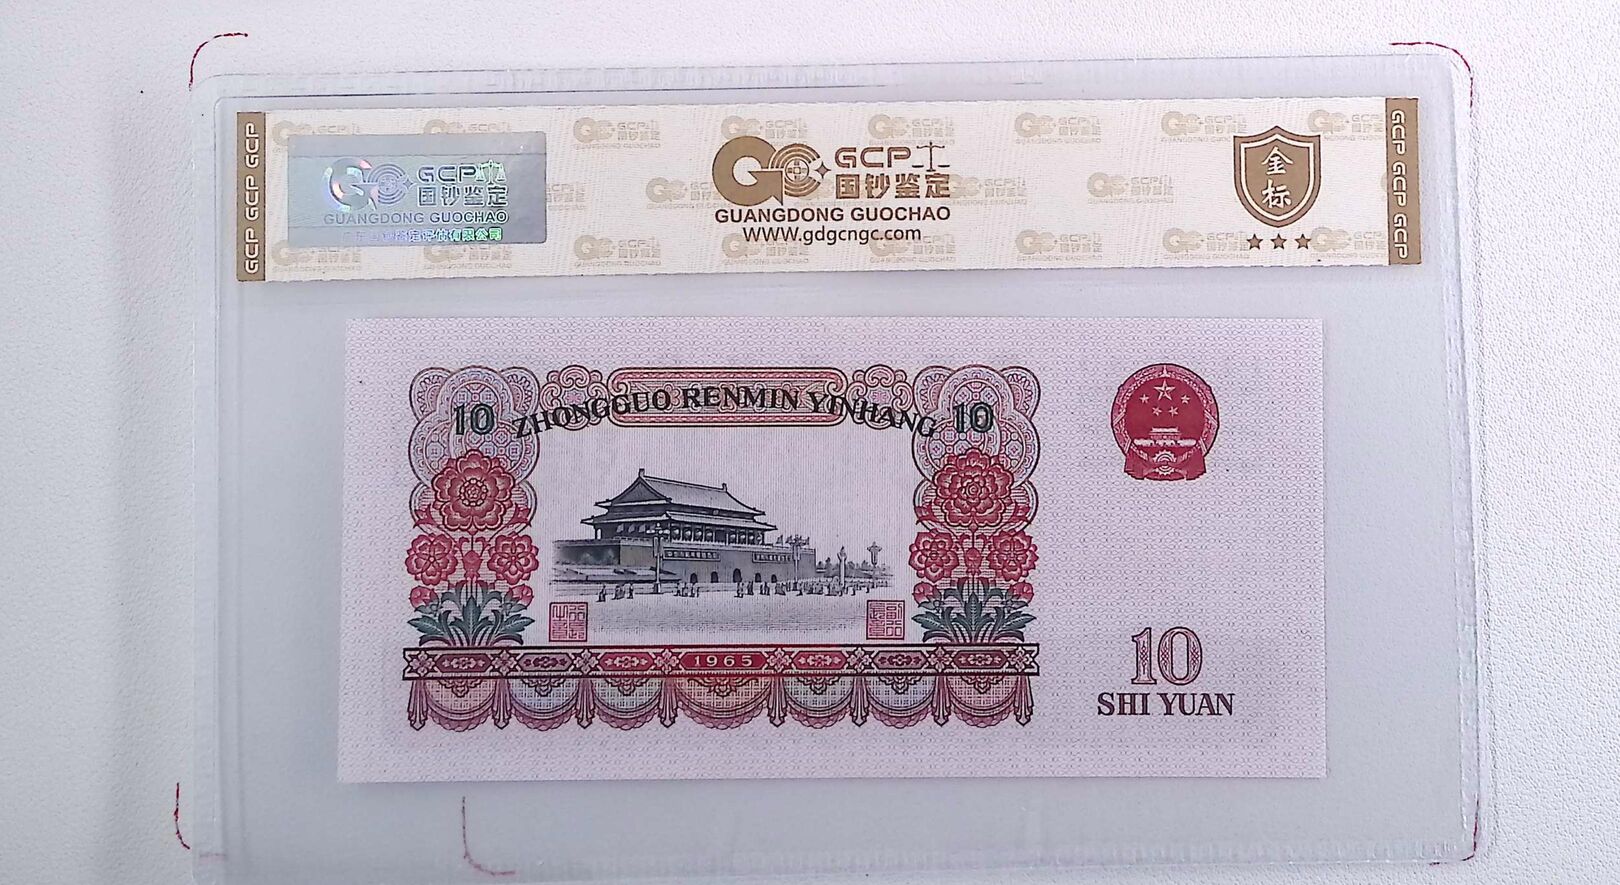 GCP GCP GCP
GCP
国钞鉴定
GUANGDONG GUOCHAO
GCP
国钞鉴定
GUANGDONG GUOCHAO
www.gdgcngc.com
金
标
GCP GCP GCP
10 ZHONGGUO RENMIN YINHANG 10
1965
10
SHI YUAN